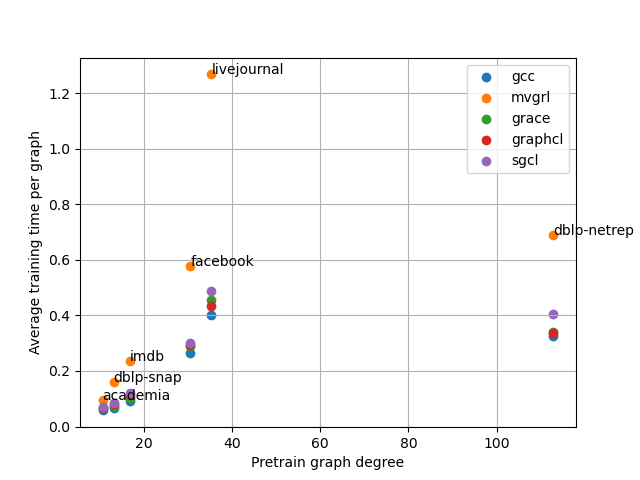 livejournal
gcc
mvgrl
grace
graphcl
sgcl
dblp-netrep
facebook
imdb
dblp-snap
academia
Average training time per graph
1.2
1.0
0.8
0.6
0.4
0.2
0.0
20
40
60
80
100
Pretrain graph degree